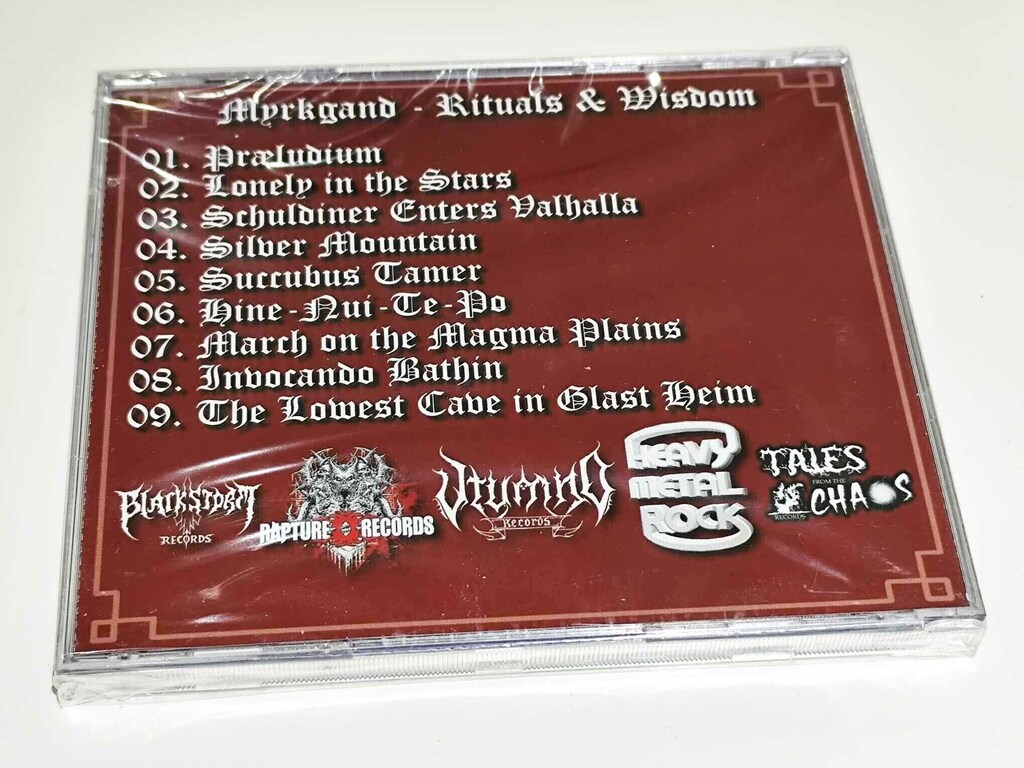 Myrkgand - Rituals & Wisdom
01. Præludium
02. Lonely in the Stars
03. Schuldiner Enters Valhalla
04. Silver Mountain
05. Succubus Tamer
06. Hine-Nui-Te-Po
07. March on the Magma Plains
08. Invocando Bathin
09. The Lowest Cave in Glast Heim
BLACKSTORM
RECORDS
RAPTURE RECORDS
Utumno
Records
HEAVY
METAL
ROCK
TALES
FROM THE
CHAOS
RECORDS